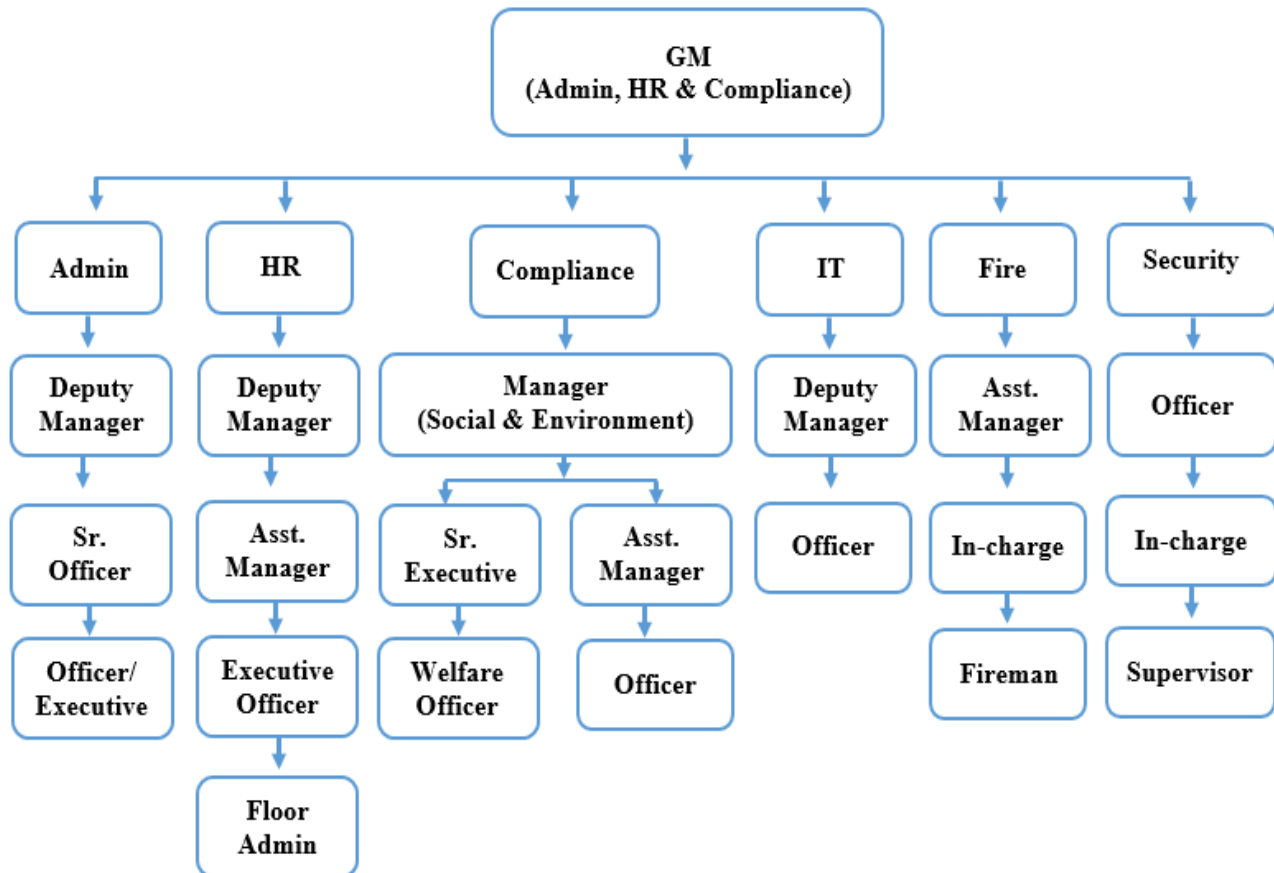 GM
(Admin, HR & Compliance)
Admin
HR
Compliance
IT
Fire
Security
Deputy
Manager
Deputy
Manager
Manager
(Social & Environment)
Deputy
Manager
Asst.
Manager
Officer
Sr.
Officer
Asst.
Manager
Sr.
Executive
Asst.
Manager
Officer
In-charge
In-charge
Officer/
Executive
Executive
Officer
Welfare
Officer
Officer
Fireman
Supervisor
Floor
Admin